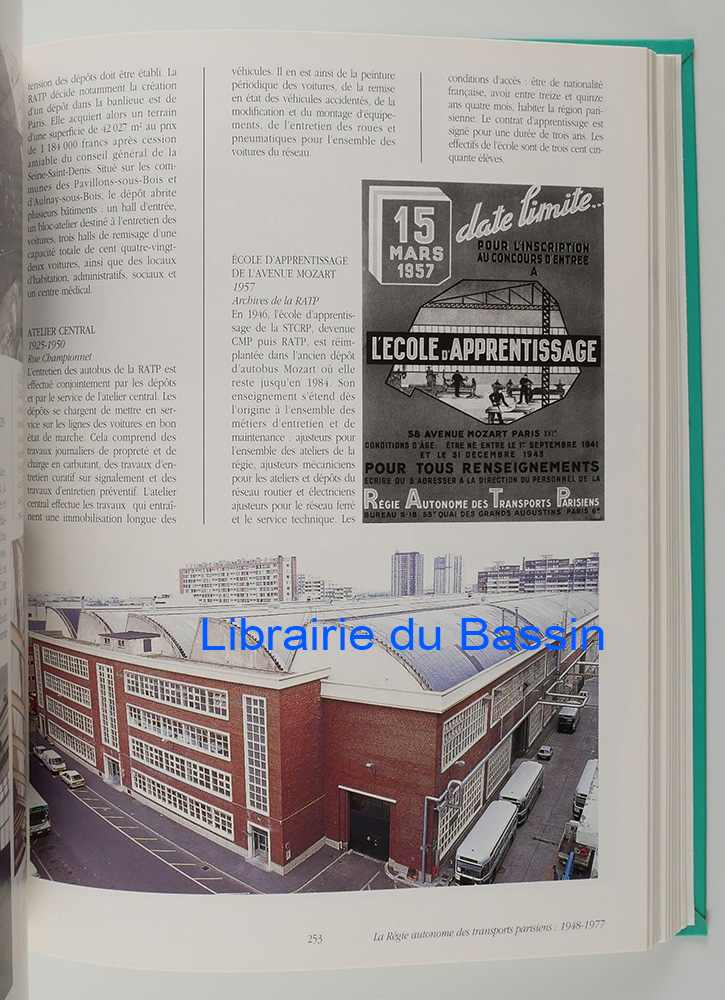 tension des dépôts doit être établi. La
RATP décide notamment la création
d'un dépôt dans la banlieue est de
Paris. Elle acquiert alors un terrain
d'une superficie de 42 027 m² au prix
de 1 184 000 francs après cession
amiable du conseil général de la
Seine-Saint-Denis. Situé sur les com-
munes des Pavillons-sous-Bois et
d'Aulnay-sous-Bois, le dépôt abrite
plusieurs bâtiments : un hall d'entrée,
un bloc-atelier destiné à l'entretien des
voitures, trois halls de remisage d'une
capacité totale de cent quatre-vingt-
deux voitures, ainsi que des locaux
d'habitation, administratifs, sociaux et
un centre médical.
ATELIER CENTRAL
1925-1950
Rue Championnet
L'entretien des autobus de la RATP est
effectué conjointement par les dépôts
et par le service de l'atelier central. Les
dépôts se chargent de mettre en ser-
vice sur les lignes des voitures en bon
état de marche. Cela comprend des
travaux journaliers de propreté et de
charge en carburant, des travaux d'en-
tretien curatif sur signalement et des
travaux d'entretien préventif. L'atelier
central effectue les travaux qui entraî-
nent une immobilisation longue des
véhicules. Il en est ainsi de la peinture
périodique des voitures, de la remise
en état des véhicules accidentés, de la
modification et du montage d'équipe-
ments, de l'entretien des roues et
pneumatiques pour l'ensemble des
voitures du réseau.
ÉCOLE D'APPRENTISSAGE
DE L'AVENUE MOZART
1957
Archives de la RATP
En 1946, l'école d'apprentis-
sage de la STCRP, devenue
CMP puis RATP, est réim-
plantée dans l'ancien dépôt
d'autobus Mozart où elle
reste jusqu'en 1984. Son
enseignement s'étend dès
l'origine à l'ensemble des
métiers d'entretien et de
maintenance : ajusteurs pour
l'ensemble des ateliers de la
régie, ajusteurs mécaniciens
pour les ateliers et dépôts du
réseau routier et électriciens
ajusteurs pour le réseau ferré
et le service technique. Les
conditions d'accès : être de nationalité
française, avoir entre treize et quinze
ans quatre mois, habiter la région pari-
sienne. Le contrat d'apprentissage est
signé pour une durée de trois ans. Les
effectifs de l'école sont de trois cent cin-
quante élèves.
15
MARS
1957
date limite...
POUR L'INSCRIPTION
AU CONCOURS D'ENTREE
A
L'ECOLE D'APPRENTISSAGE
58 AVENUE MOZART PARIS XVIe
CONDITIONS D'ÂGE: ÊTRE NE ENTRE LE 1er SEPTEMBRE 1941
ET LE 31 DECEMBRE 1943
POUR TOUS RENSEIGNEMENTS
ECRIRE OU S'ADRESSER A LA DIRECTION DU PERSONNEL DE LA
REGIE AUTONOME DES TRANSPORTS PARISIENS
BUREAU S-18. 53ter QUAI DES GRANDS AUGUSTINS PARIS 6e
Librairie du Bassin
253
La Régie autonome des transports parisiens : 1948-1977